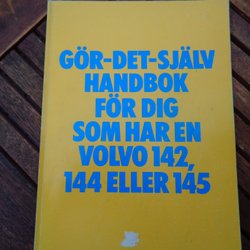 GÖR-DET-SJÄLV
HANDBOK
FÖR DIG
SOM HAR EN
VOLVO 142,
144 ELLER 145